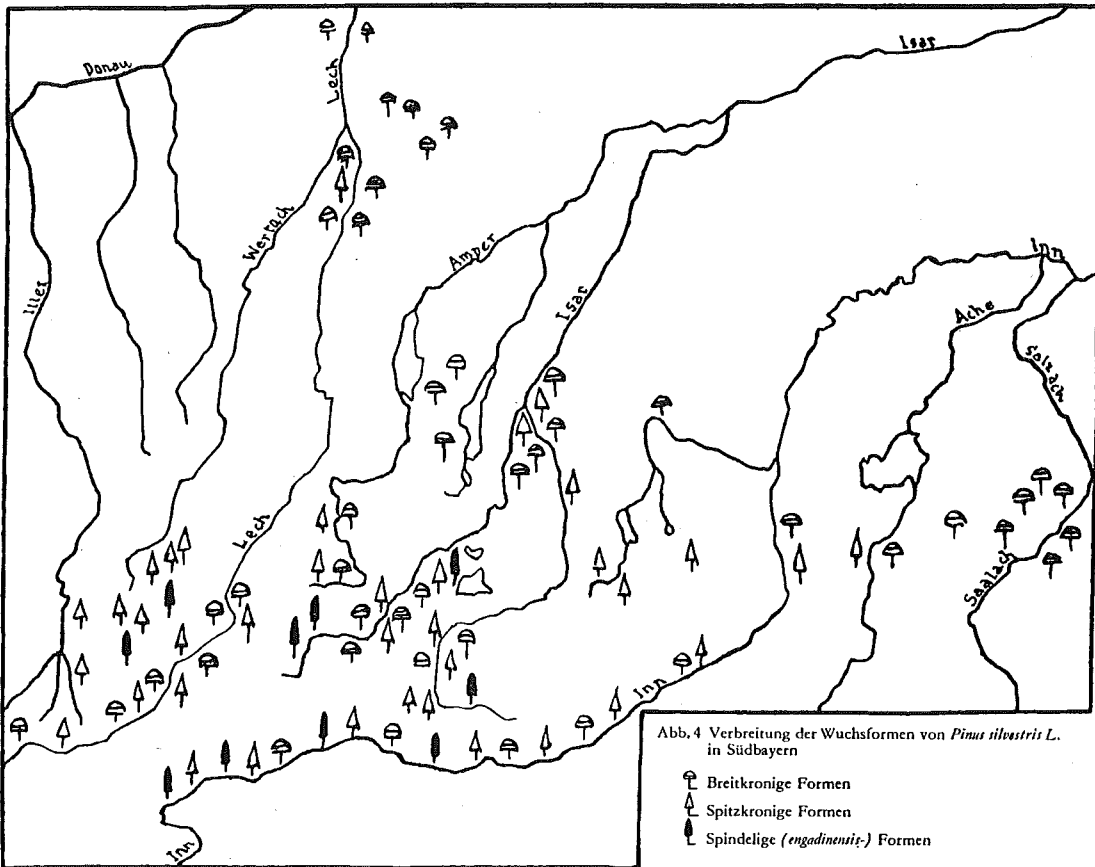 Donau
Lech
Isar
Wertach
Iller
Amper
Isar
Inn
Ache
Salzach
Lech
Saalach
Inn
Inn
Abb. 4 Verbreitung der Wuchsformen von Pinus silvestris L.
in Südbayern
Breitkronige Formen
Spitzkronige Formen
Spindelige (engadinensis-) Formen